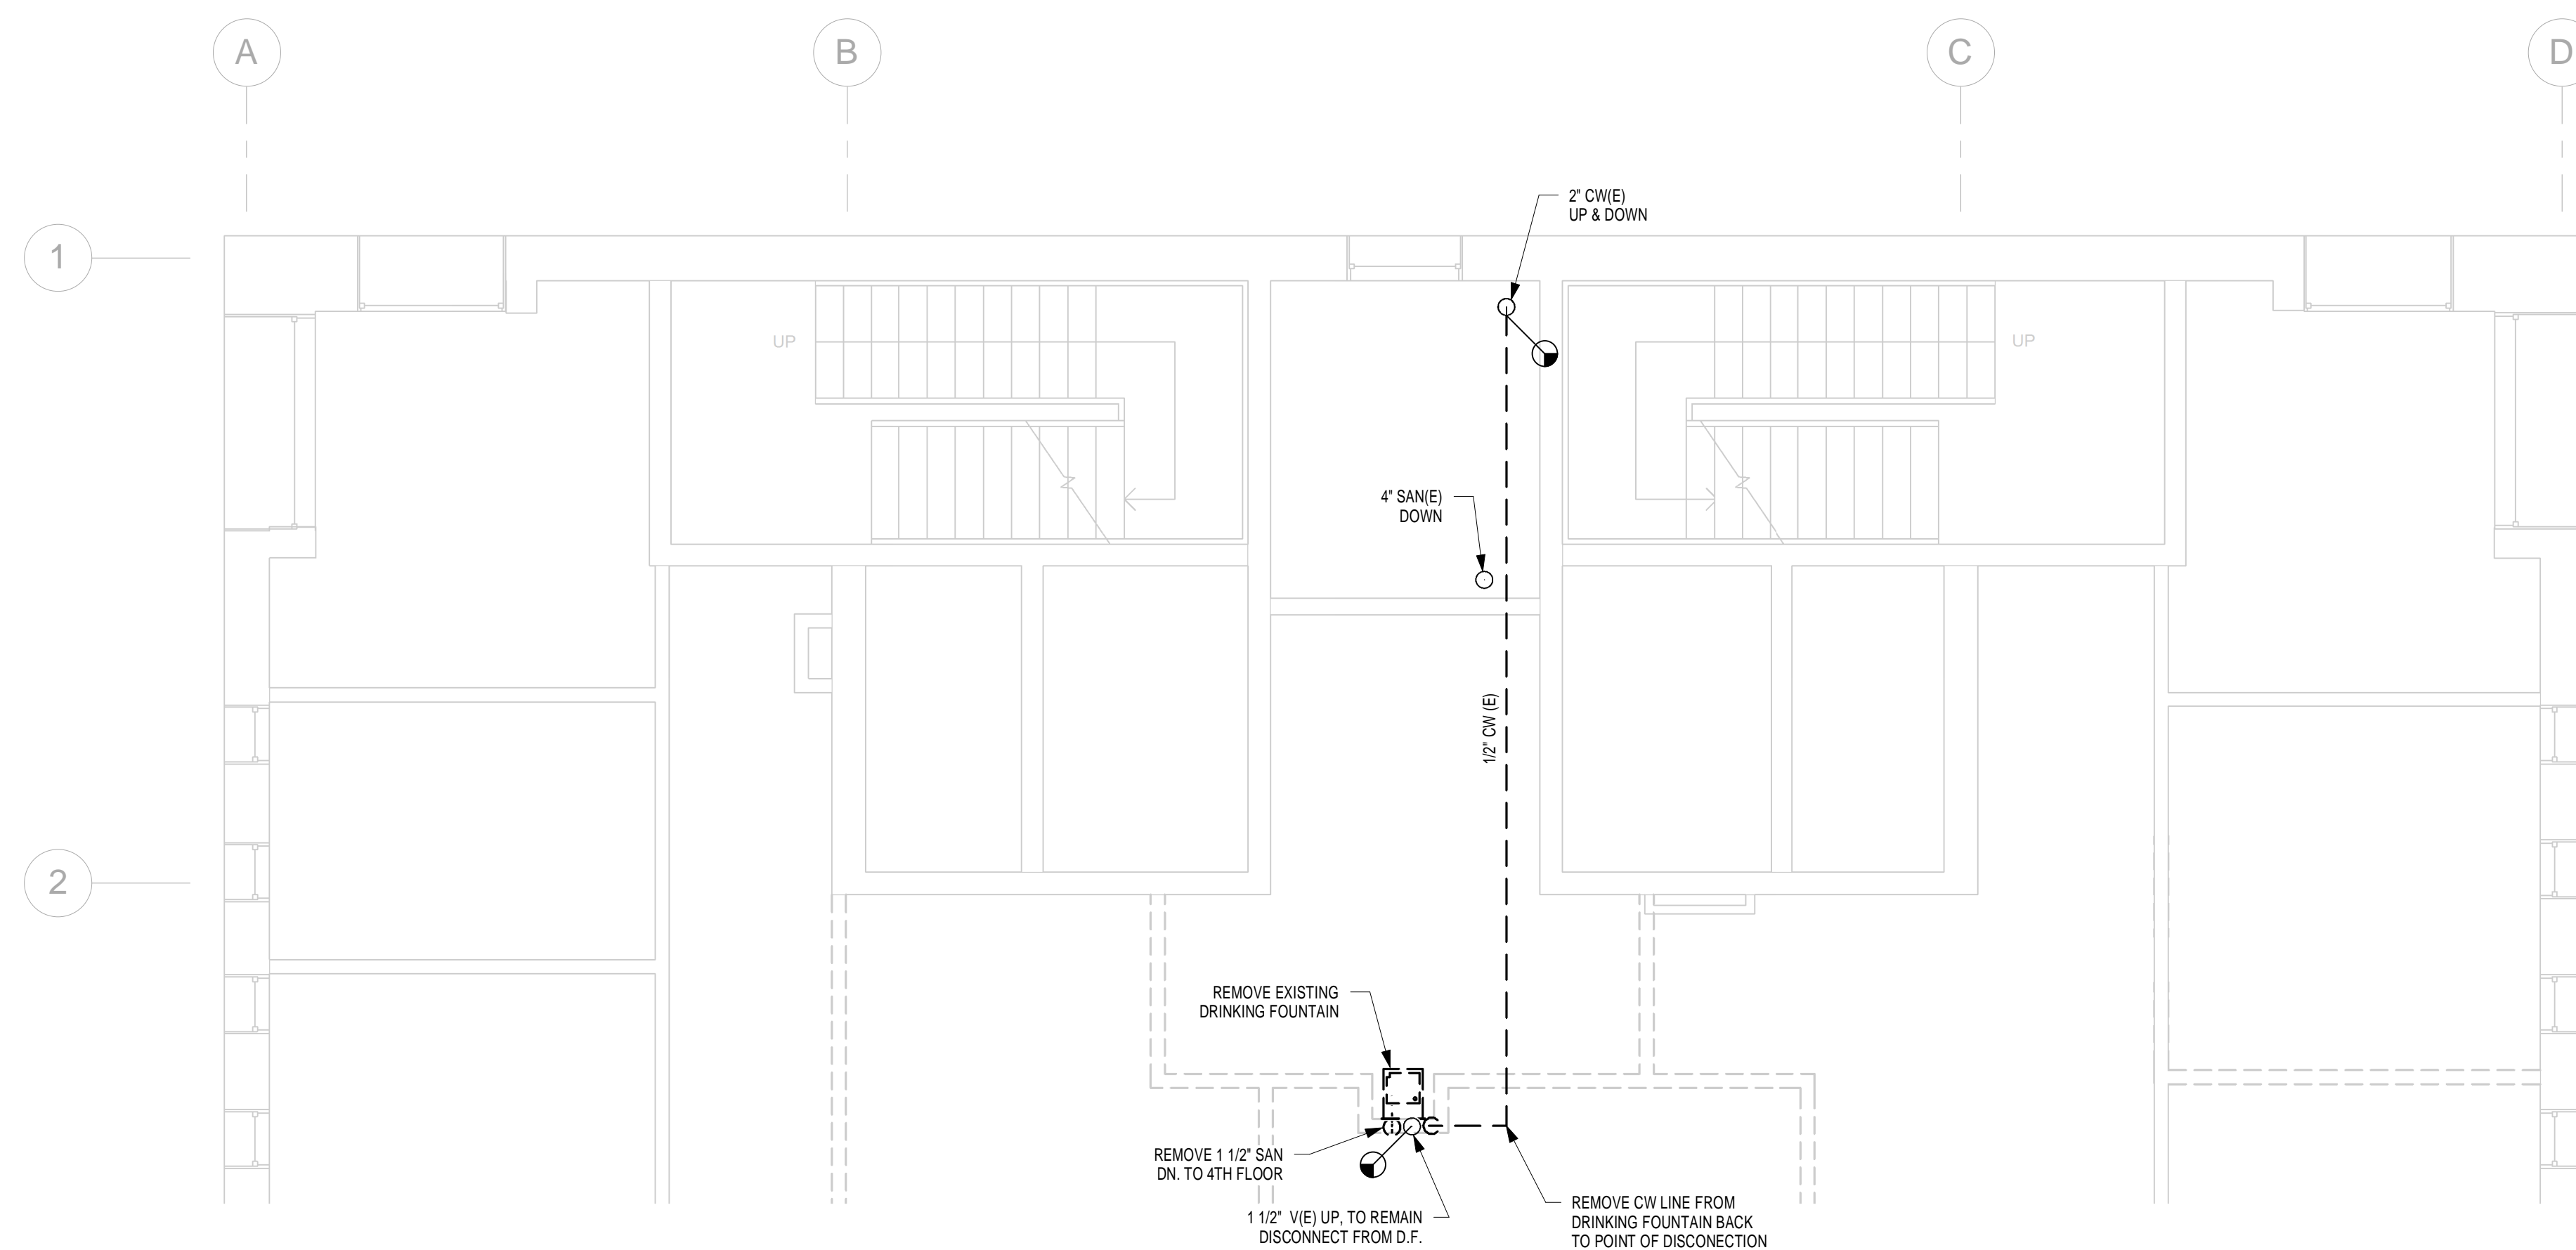 A
B
C
D
1
2" CW(E)
UP & DOWN
UP
UP
4" SAN(E)
DOWN
1/2" CW (E)
2
REMOVE EXISTING
DRINKING FOUNTAIN
REMOVE 1 1/2" SAN
DN. TO 4TH FLOOR
1 1/2" V(E) UP, TO REMAIN
DISCONNECT FROM D.F.
REMOVE CW LINE FROM
DRINKING FOUNTAIN BACK
TO POINT OF DISCONECTION